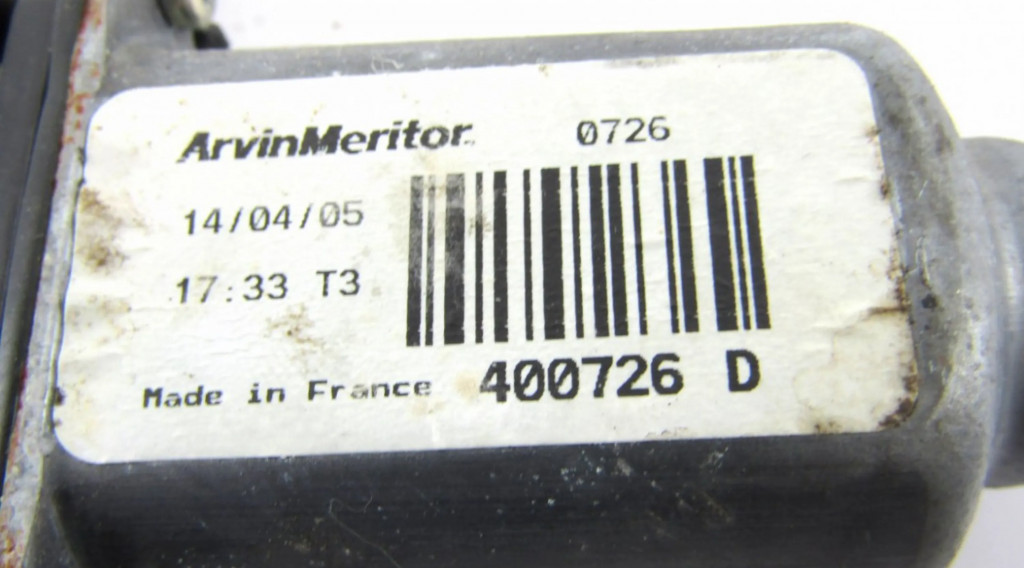 ArvinMeritor 0726
14/04/05
17:33 T3
Made in France 400726 D